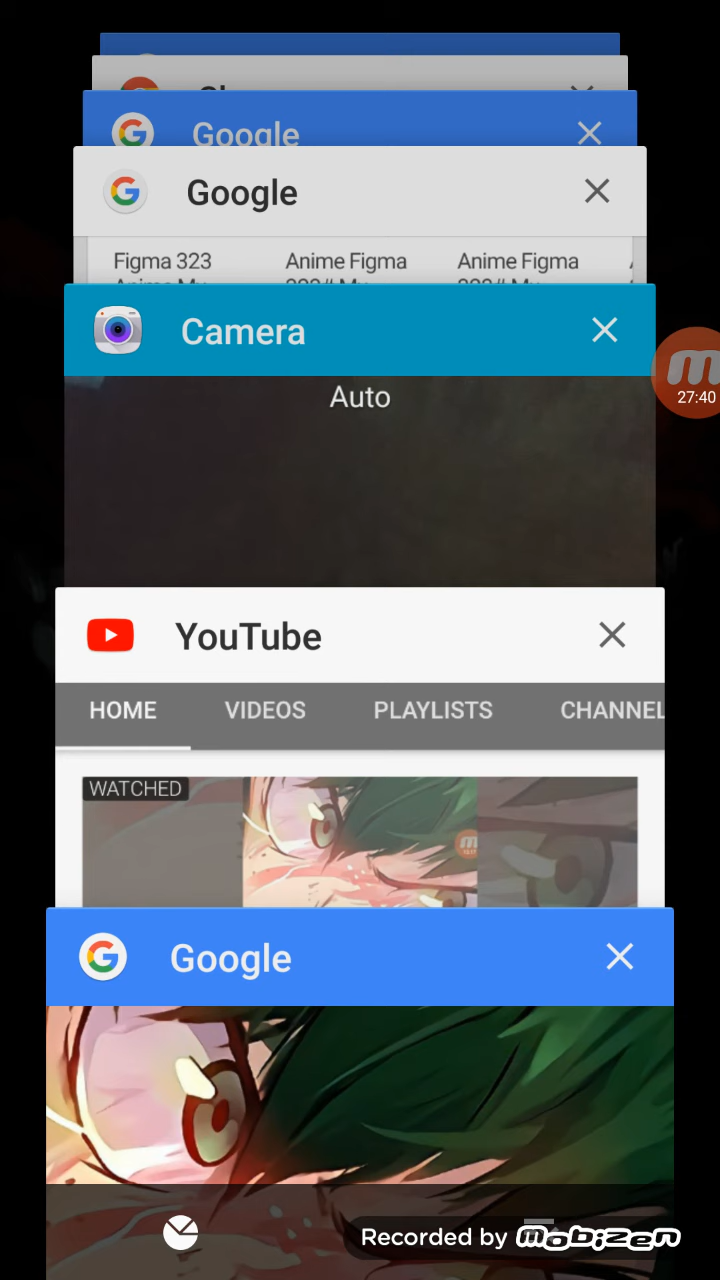 Google
Google
Figma 323 Anime Figma Anime Figma
Camera
27:40
Auto
YouTube
HOME VIDEOS PLAYLISTS CHANNEL
WATCHED
Google
Recorded by mobizen